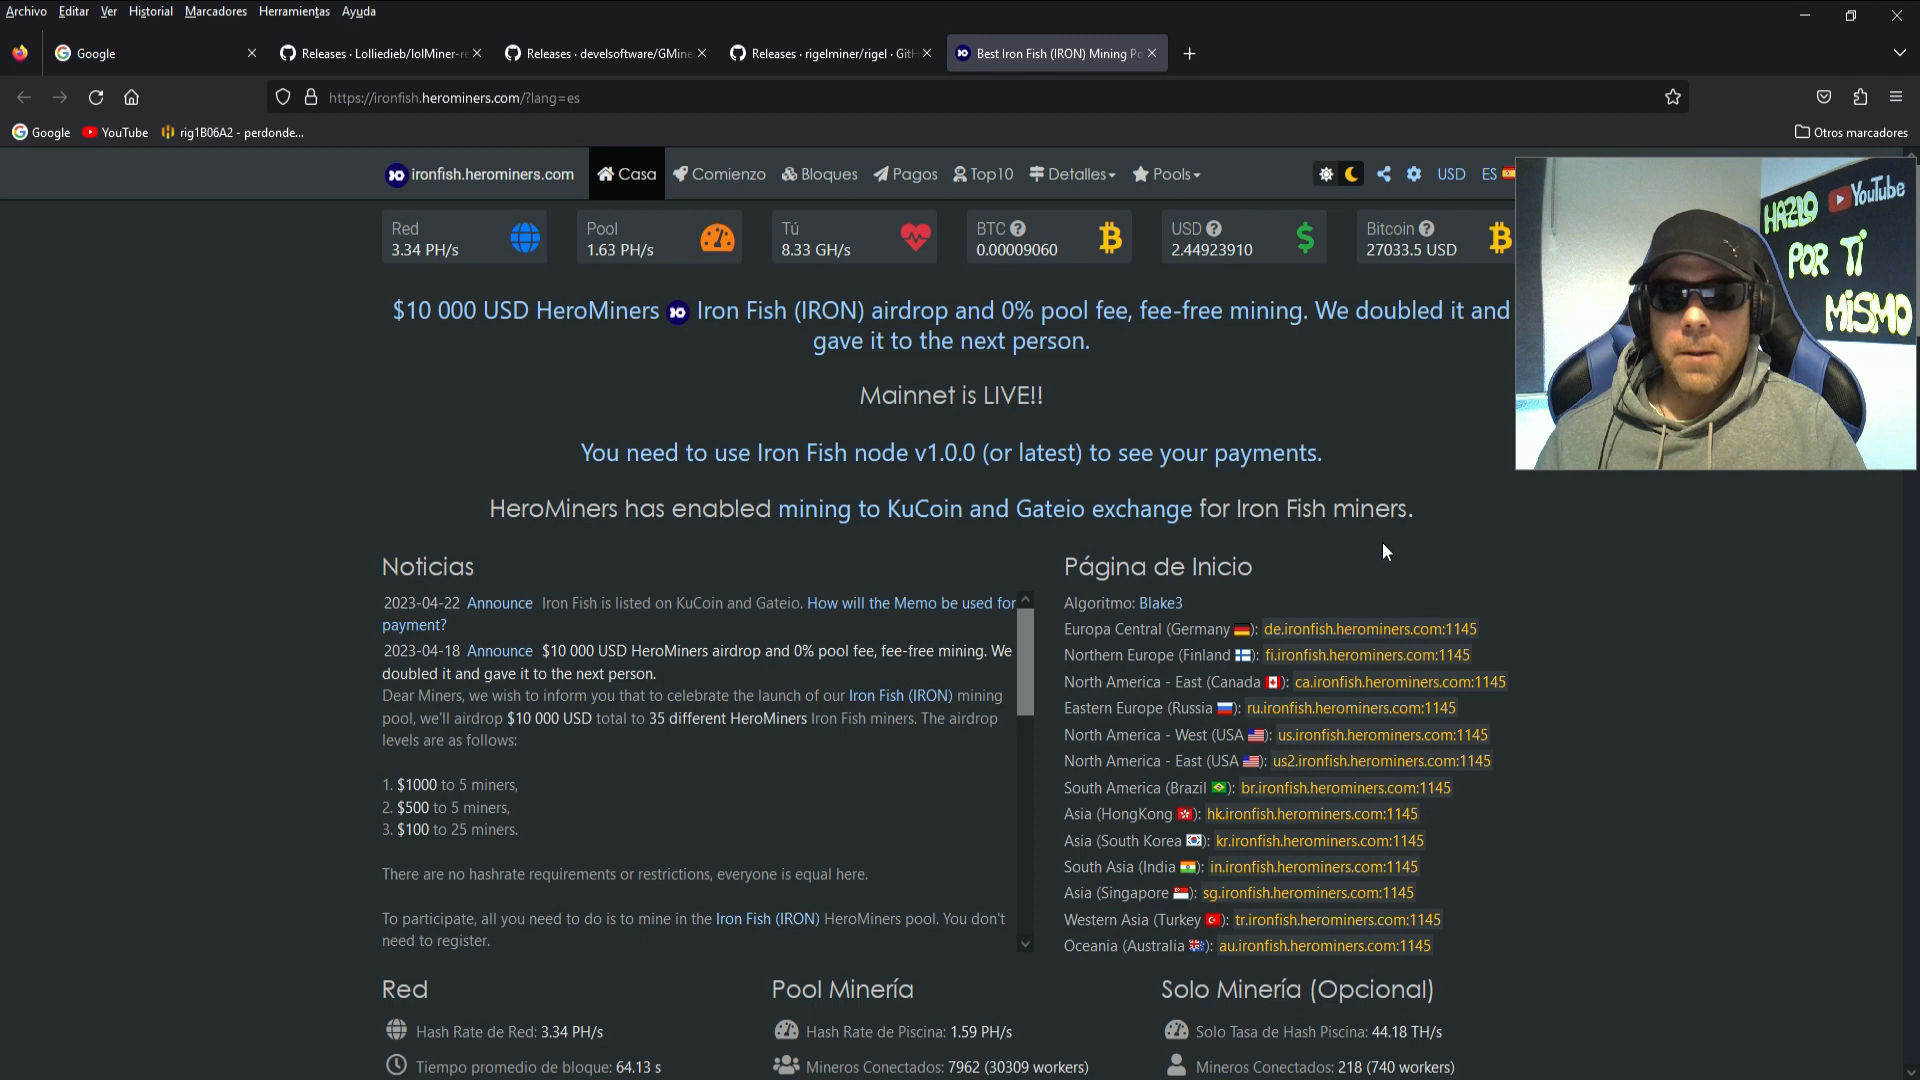 Archivo Editar Ver Historial Marcadores Herramientas Ayuda
Google
Releases · Lolliedieb/lolMiner-re
Releases · develsoftware/GMine
Releases · rigelminer/rigel · GitH
Best Iron Fish (IRON) Mining Po
https://ironfish.herominers.com/?lang=es
Google YouTube rig1B06A2 - perdonde... Otros marcadores
ironfish.herominers.com Casa Comienzo Bloques Pagos Top10 Detalles Pools USD ES
Red
3.34 PH/s
Pool
1.63 PH/s
Tú
8.33 GH/s
BTC
0.00009060
USD
2.44923910
Bitcoin
27033.5 USD
YouTube
HAZLO
POR TÍ
MISMO
$10 000 USD HeroMiners Iron Fish (IRON) airdrop and 0% pool fee, fee-free mining. We doubled it and
gave it to the next person.
Mainnet is LIVE!!
You need to use Iron Fish node v1.0.0 (or latest) to see your payments.
HeroMiners has enabled mining to KuCoin and Gateio exchange for Iron Fish miners.
Noticias
2023-04-22 Announce Iron Fish is listed on KuCoin and Gateio. How will the Memo be used for
payment?
2023-04-18 Announce $10 000 USD HeroMiners airdrop and 0% pool fee, fee-free mining. We
doubled it and gave it to the next person.
Dear Miners, we wish to inform you that to celebrate the launch of our Iron Fish (IRON) mining
pool, we'll airdrop $10 000 USD total to 35 different HeroMiners Iron Fish miners. The airdrop
levels are as follows:
1. $1000 to 5 miners,
2. $500 to 5 miners,
3. $100 to 25 miners.
There are no hashrate requirements or restrictions, everyone is equal here.
To participate, all you need to do is to mine in the Iron Fish (IRON) HeroMiners pool. You don't
need to register.
Página de Inicio
Algoritmo: Blake3
Europa Central (Germany ): de.ironfish.herominers.com:1145
Northern Europe (Finland ): fi.ironfish.herominers.com:1145
North America - East (Canada ): ca.ironfish.herominers.com:1145
Eastern Europe (Russia ): ru.ironfish.herominers.com:1145
North America - West (USA ): us.ironfish.herominers.com:1145
North America - East (USA ): us2.ironfish.herominers.com:1145
South America (Brazil ): br.ironfish.herominers.com:1145
Asia (HongKong ): hk.ironfish.herominers.com:1145
Asia (South Korea ): kr.ironfish.herominers.com:1145
South Asia (India ): in.ironfish.herominers.com:1145
Asia (Singapore ): sg.ironfish.herominers.com:1145
Western Asia (Turkey ): tr.ironfish.herominers.com:1145
Oceania (Australia ): au.ironfish.herominers.com:1145
Red
Hash Rate de Red: 3.34 PH/s
Tiempo promedio de bloque: 64.13 s
Pool Minería
Hash Rate de Piscina: 1.59 PH/s
Mineros Conectados: 7962 (30309 workers)
Solo Minería (Opcional)
Solo Tasa de Hash Piscina: 44.18 TH/s
Mineros Conectados: 218 (740 workers)